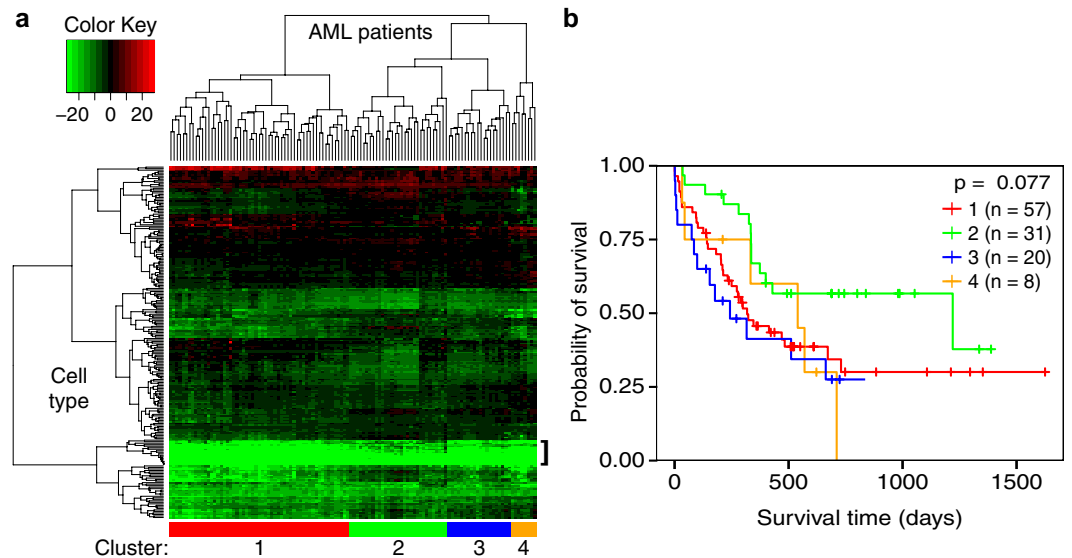 a
Color Key
−20 0 20
AML patients
Cell
type
Cluster: 1 2 3 4
b
Probability of survival
1.00
0.75
0.50
0.25
0.00
p = 0.077
1 (n = 57)
2 (n = 31)
3 (n = 20)
4 (n = 8)
0 500 1000 1500
Survival time (days)